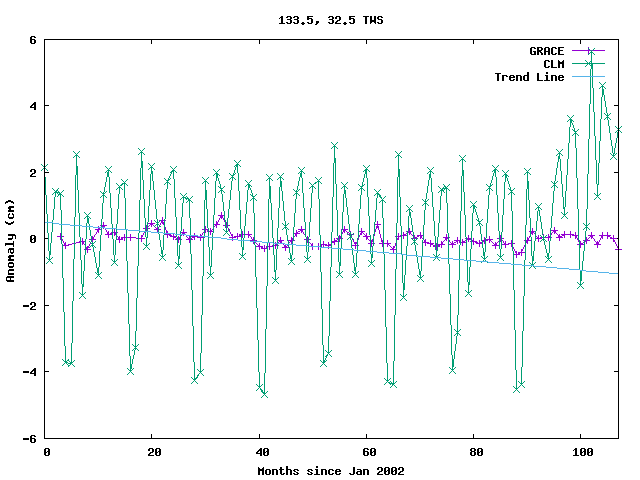 133.5, 32.5 TWS
GRACE
CLM
Trend Line
6
4
2
0
-2
-4
-6
Anomaly (cm)
0 20 40 60 80 100
Months since Jan 2002